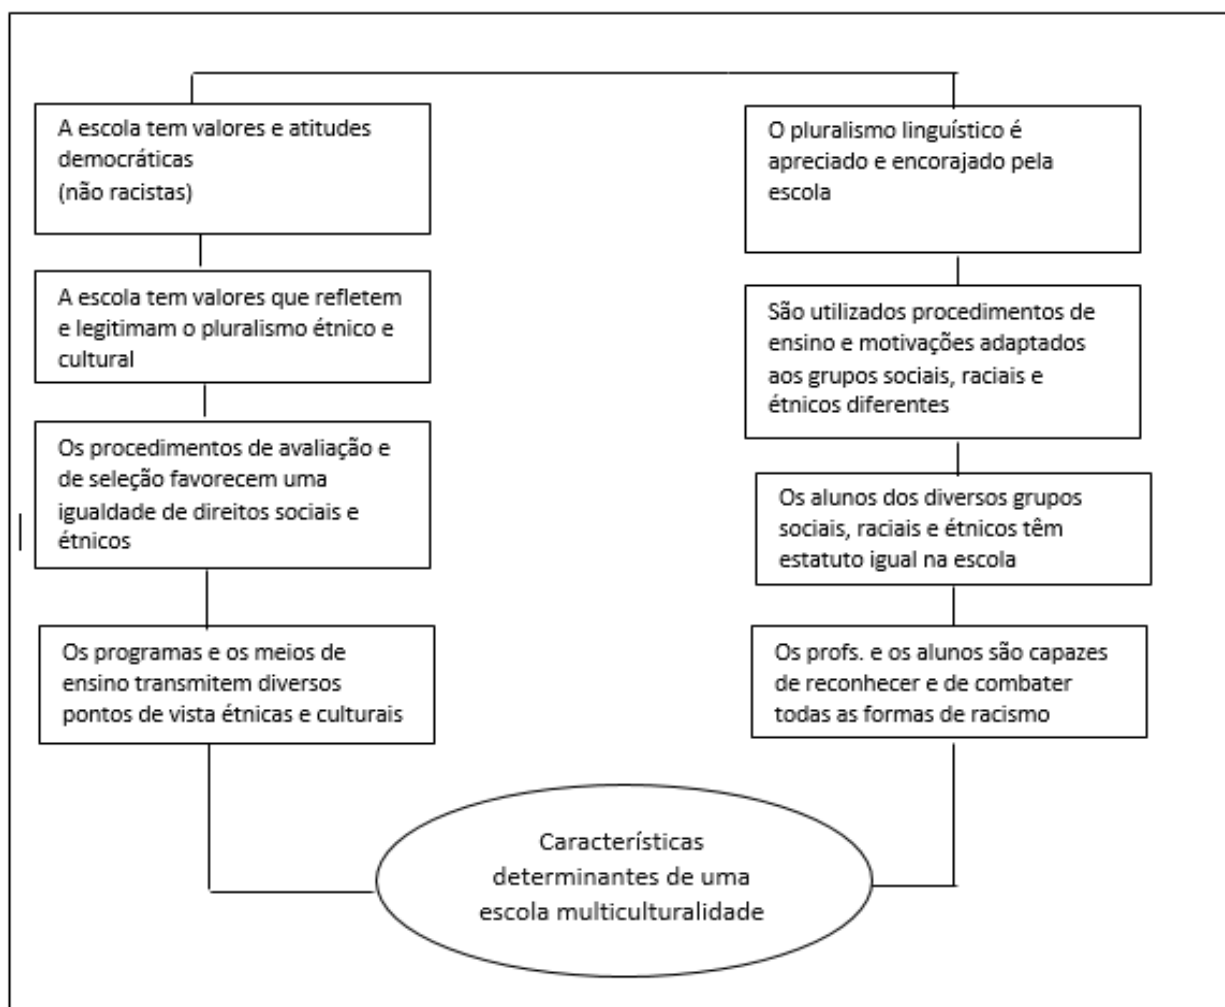 A escola tem valores e atitudes
democráticas
(não racistas)
A escola tem valores que refletem
e legitimam o pluralismo étnico e
cultural
Os procedimentos de avaliação e
de seleção favorecem uma
igualdade de direitos sociais e
étnicos
Os programas e os meios de
ensino transmitem diversos
pontos de vista étnicas e culturais
O pluralismo linguístico é
apreciado e encorajado pela
escola
São utilizados procedimentos de
ensino e motivações adaptados
aos grupos sociais, raciais e
étnicos diferentes
Os alunos dos diversos grupos
sociais, raciais e étnicos têm
estatuto igual na escola
Os profs. e os alunos são capazes
de reconhecer e de combater
todas as formas de racismo
Características
determinantes de uma
escola multiculturalidade